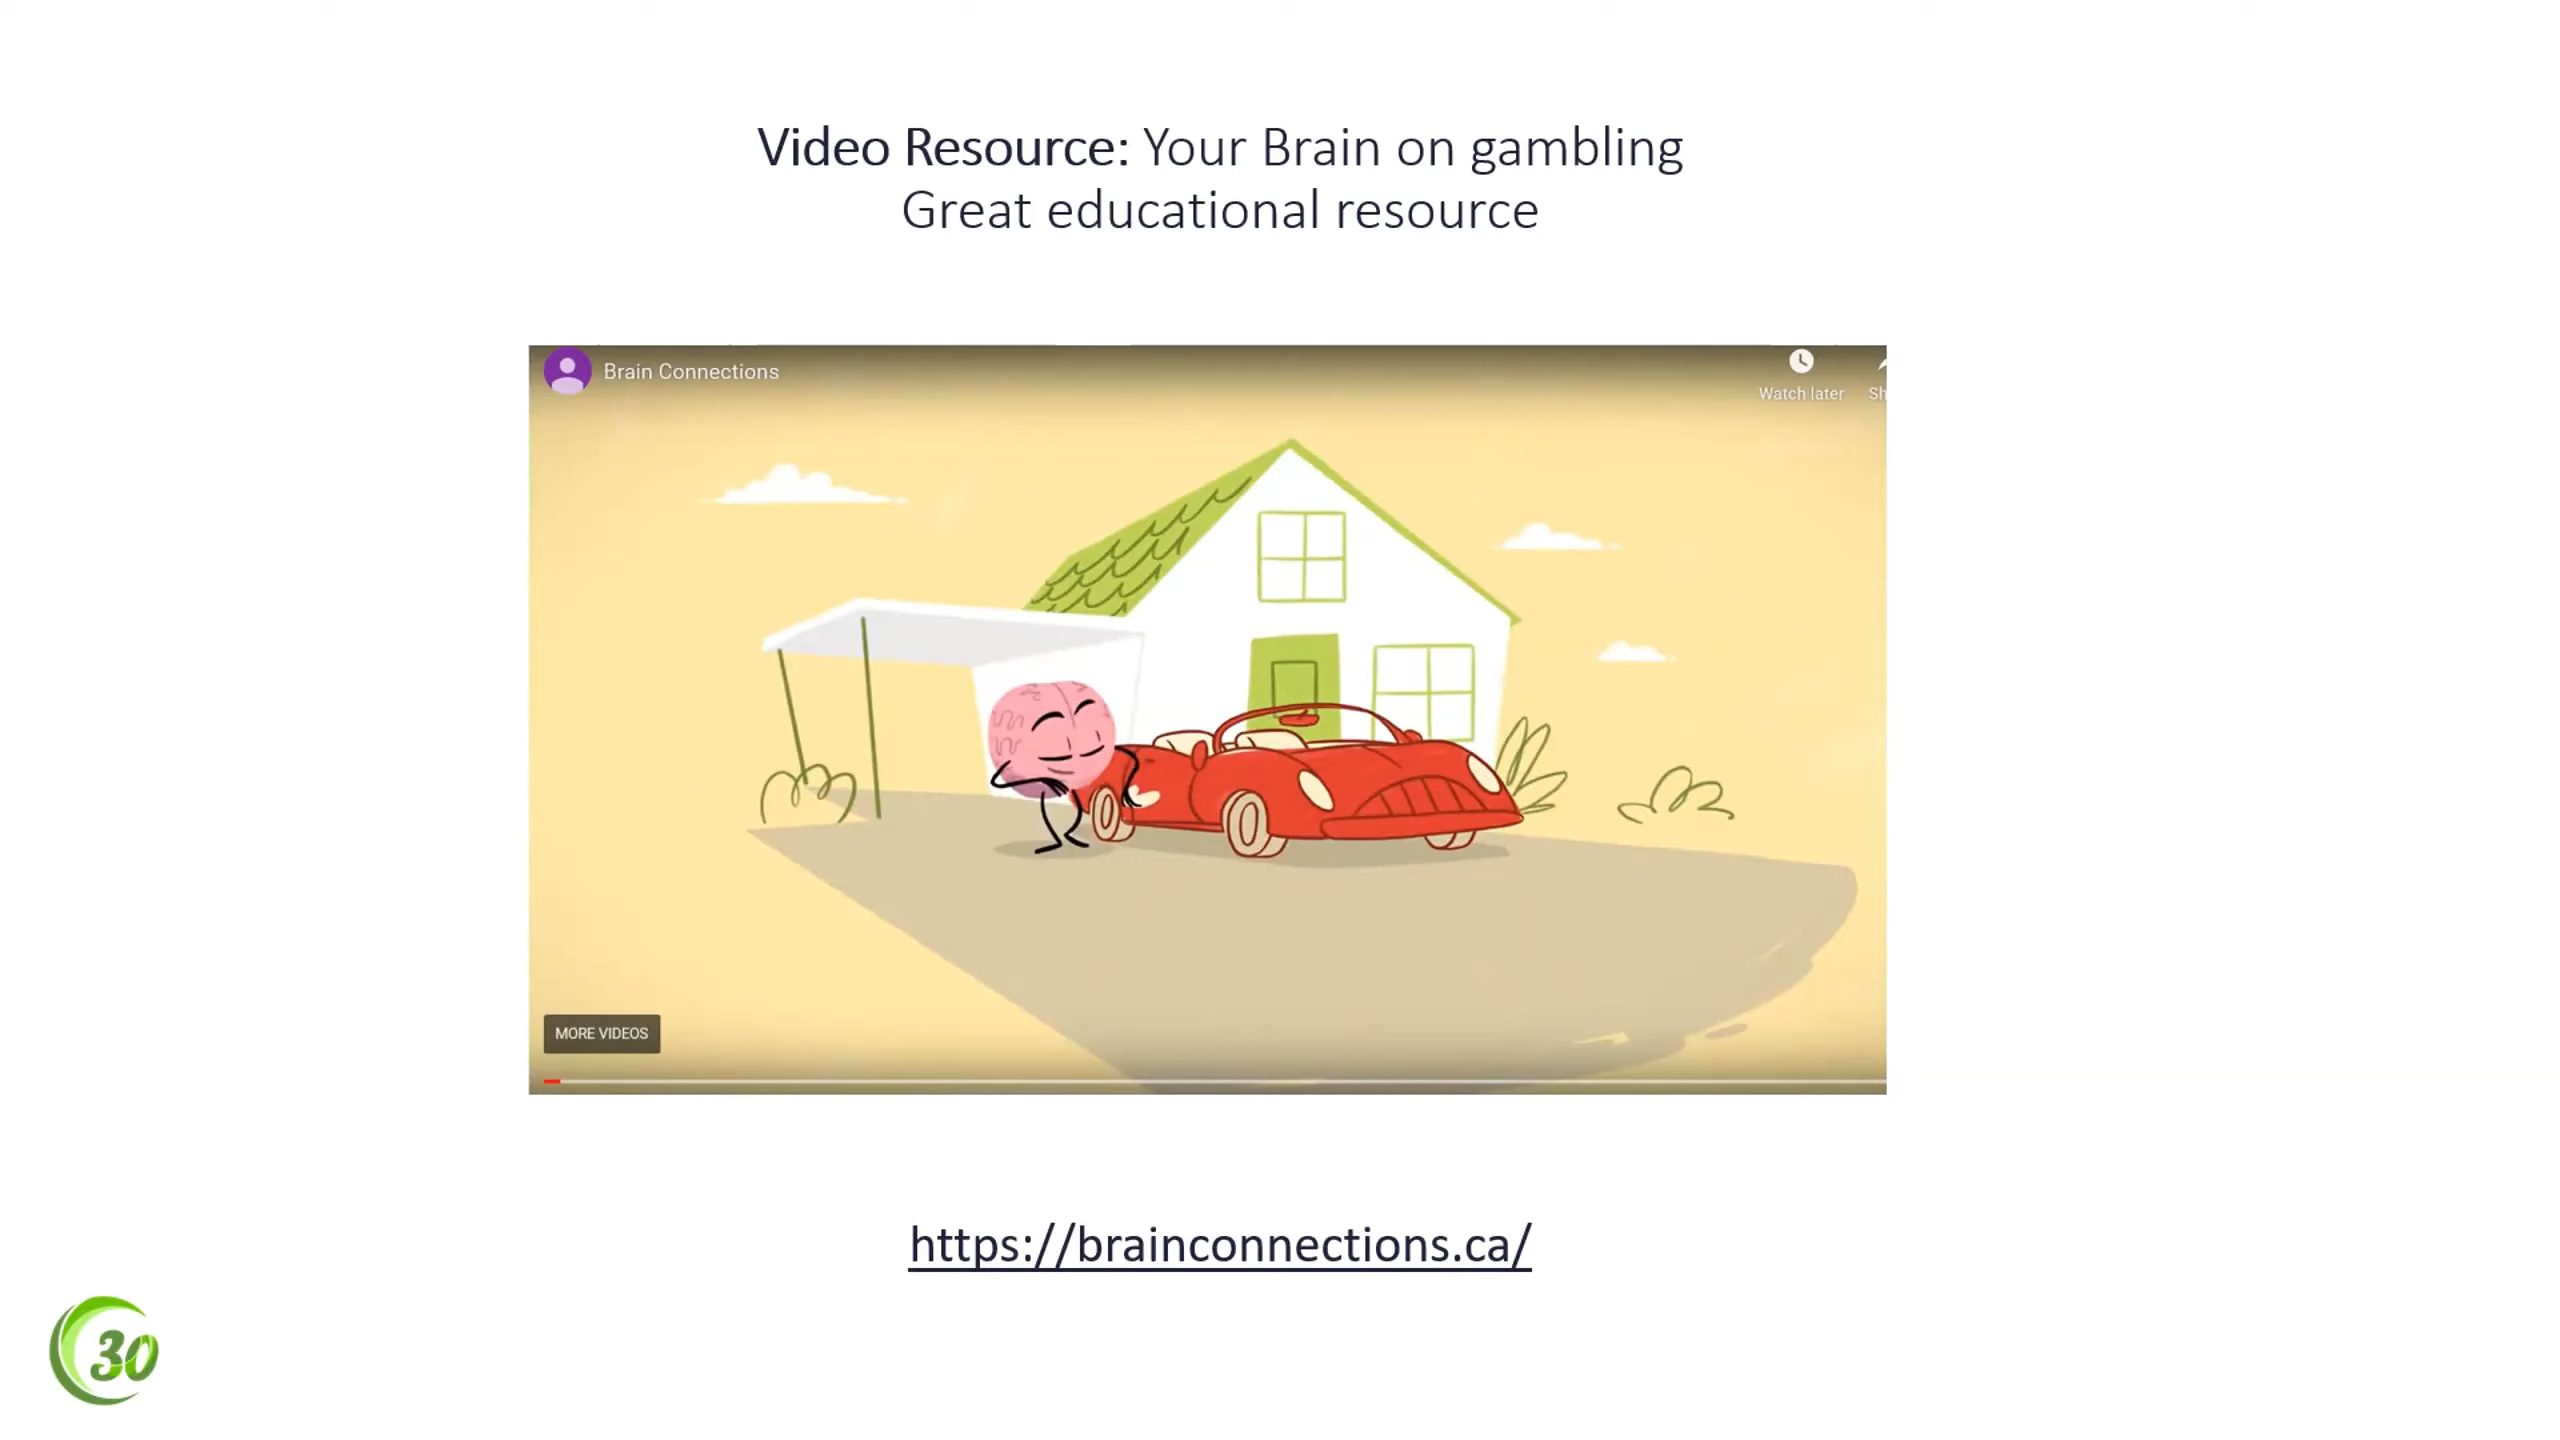 Video Resource: Your Brain on gambling
Great educational resource
Brain Connections
Watch later
Sh
MORE VIDEOS
https://brainconnections.ca/
30